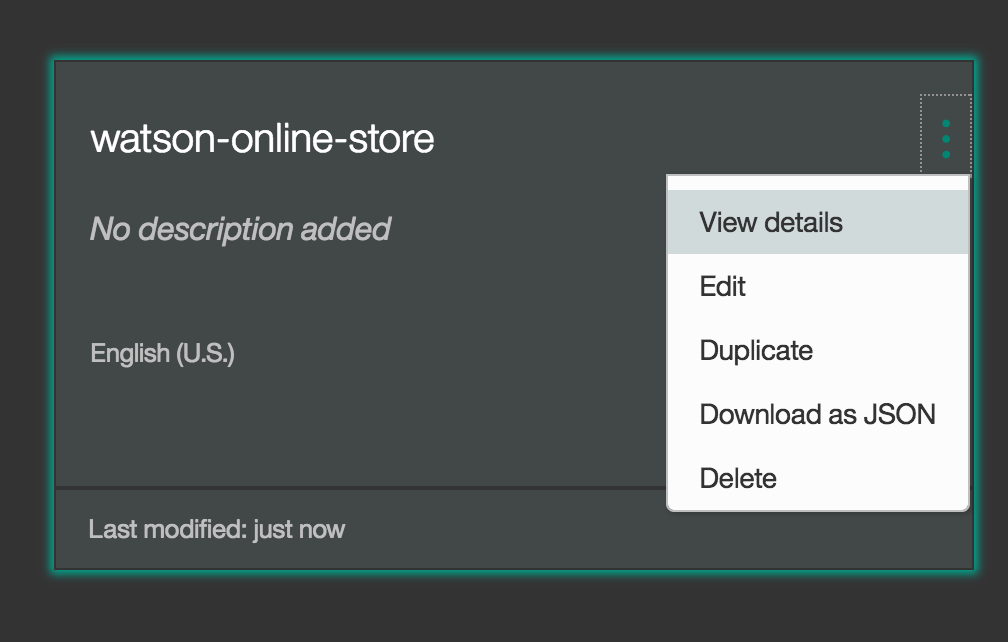 watson-online-store
No description added
English (U.S.)
Last modified: just now
View details
Edit
Duplicate
Download as JSON
Delete